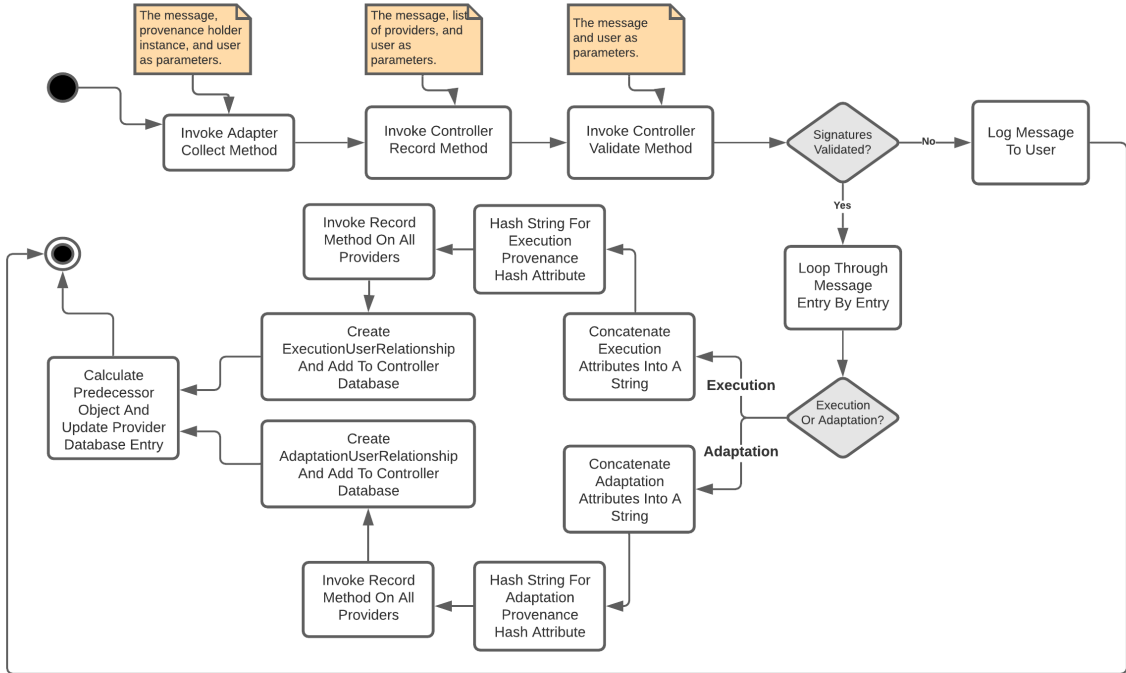 The message,
provenance holder
instance, and user
as parameters.
The message, list
of providers, and
user as
parameters.
The message
and user as
parameters.
Invoke Adapter
Collect Method
Invoke Controller
Record Method
Invoke Controller
Validate Method
Signatures
Validated?
No
Log Message
To User
Yes
Loop Through
Message
Entry By Entry
Execution
Or Adaptation?
Execution
Adaptation
Concatenate
Execution
Attributes Into A
String
Hash String For
Execution
Provenance
Hash Attribute
Invoke Record
Method On All
Providers
Create
ExecutionUserRelationship
And Add To Controller
Database
Concatenate
Adaptation
Attributes Into A
String
Hash String For
Adaptation
Provenance
Hash Attribute
Invoke Record
Method On All
Providers
Create
AdaptationUserRelationship
And Add To Controller
Database
Calculate
Predecessor
Object And
Update Provider
Database Entry